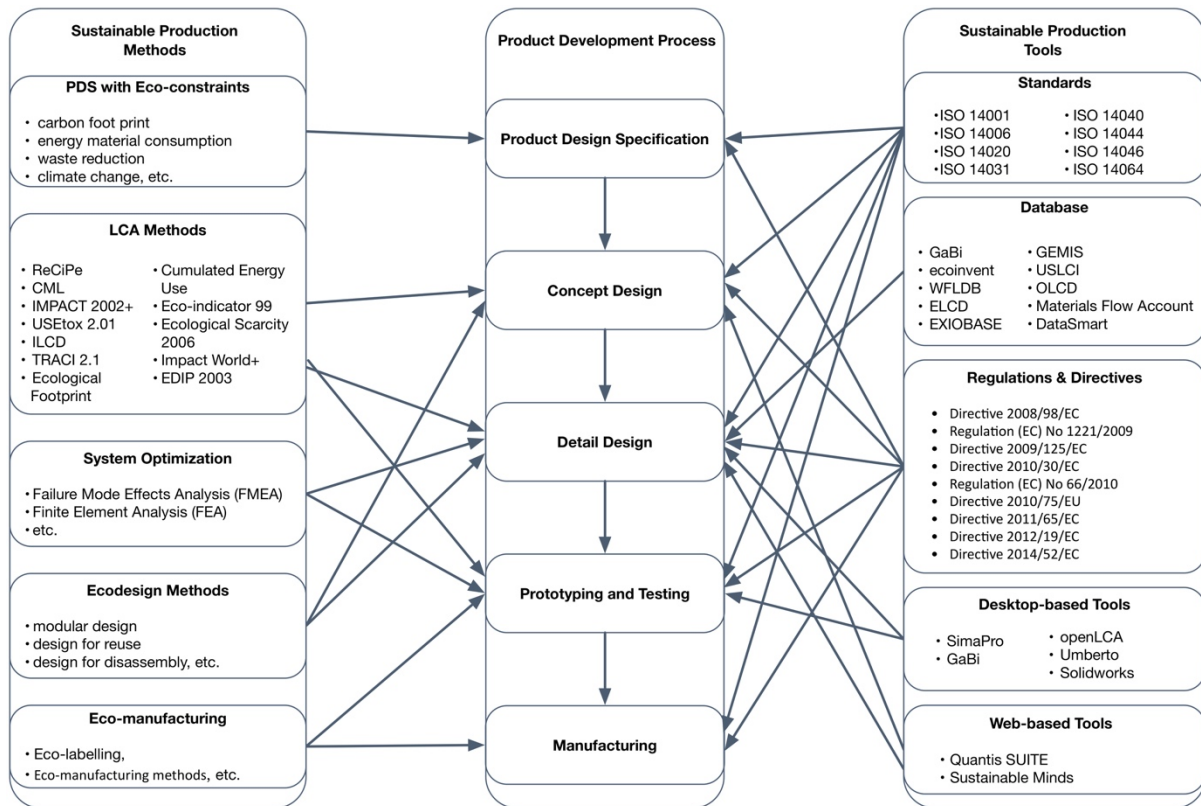 Sustainable Production
Methods
PDS with Eco-constraints
• carbon foot print
• energy material consumption
• waste reduction
• climate change, etc.
LCA Methods
• ReCiPe
• CML
• IMPACT 2002+
• USEtox 2.01
• ILCD
• TRACI 2.1
• Ecological
Footprint
• Cumulated Energy
Use
• Eco-indicator 99
• Ecological Scarcity
2006
• Impact World+
• EDIP 2003
System Optimization
• Failure Mode Effects Analysis (FMEA)
• Finite Element Analysis (FEA)
• etc.
Ecodesign Methods
• modular design
• design for reuse
• design for disassembly, etc.
Eco-manufacturing
• Eco-labelling,
• Eco-manufacturing methods, etc.
Product Development Process
Product Design Specification
Concept Design
Detail Design
Prototyping and Testing
Manufacturing
Sustainable Production
Tools
Standards
•ISO 14001
•ISO 14006
•ISO 14020
•ISO 14031
•ISO 14040
•ISO 14044
•ISO 14046
•ISO 14064
Database
• GaBi
• ecoinvent
• WFLDB
• ELCD
• EXIOBASE
• GEMIS
• USLCI
• OLCD
• Materials Flow Account
• DataSmart
Regulations & Directives
• Directive 2008/98/EC
• Regulation (EC) No 1221/2009
• Directive 2009/125/EC
• Directive 2010/30/EC
• Regulation (EC) No 66/2010
• Directive 2010/75/EU
• Directive 2011/65/EC
• Directive 2012/19/EC
• Directive 2014/52/EC
Desktop-based Tools
• SimaPro
• GaBi
• openLCA
• Umberto
• Solidworks
Web-based Tools
• Quantis SUITE
• Sustainable Minds